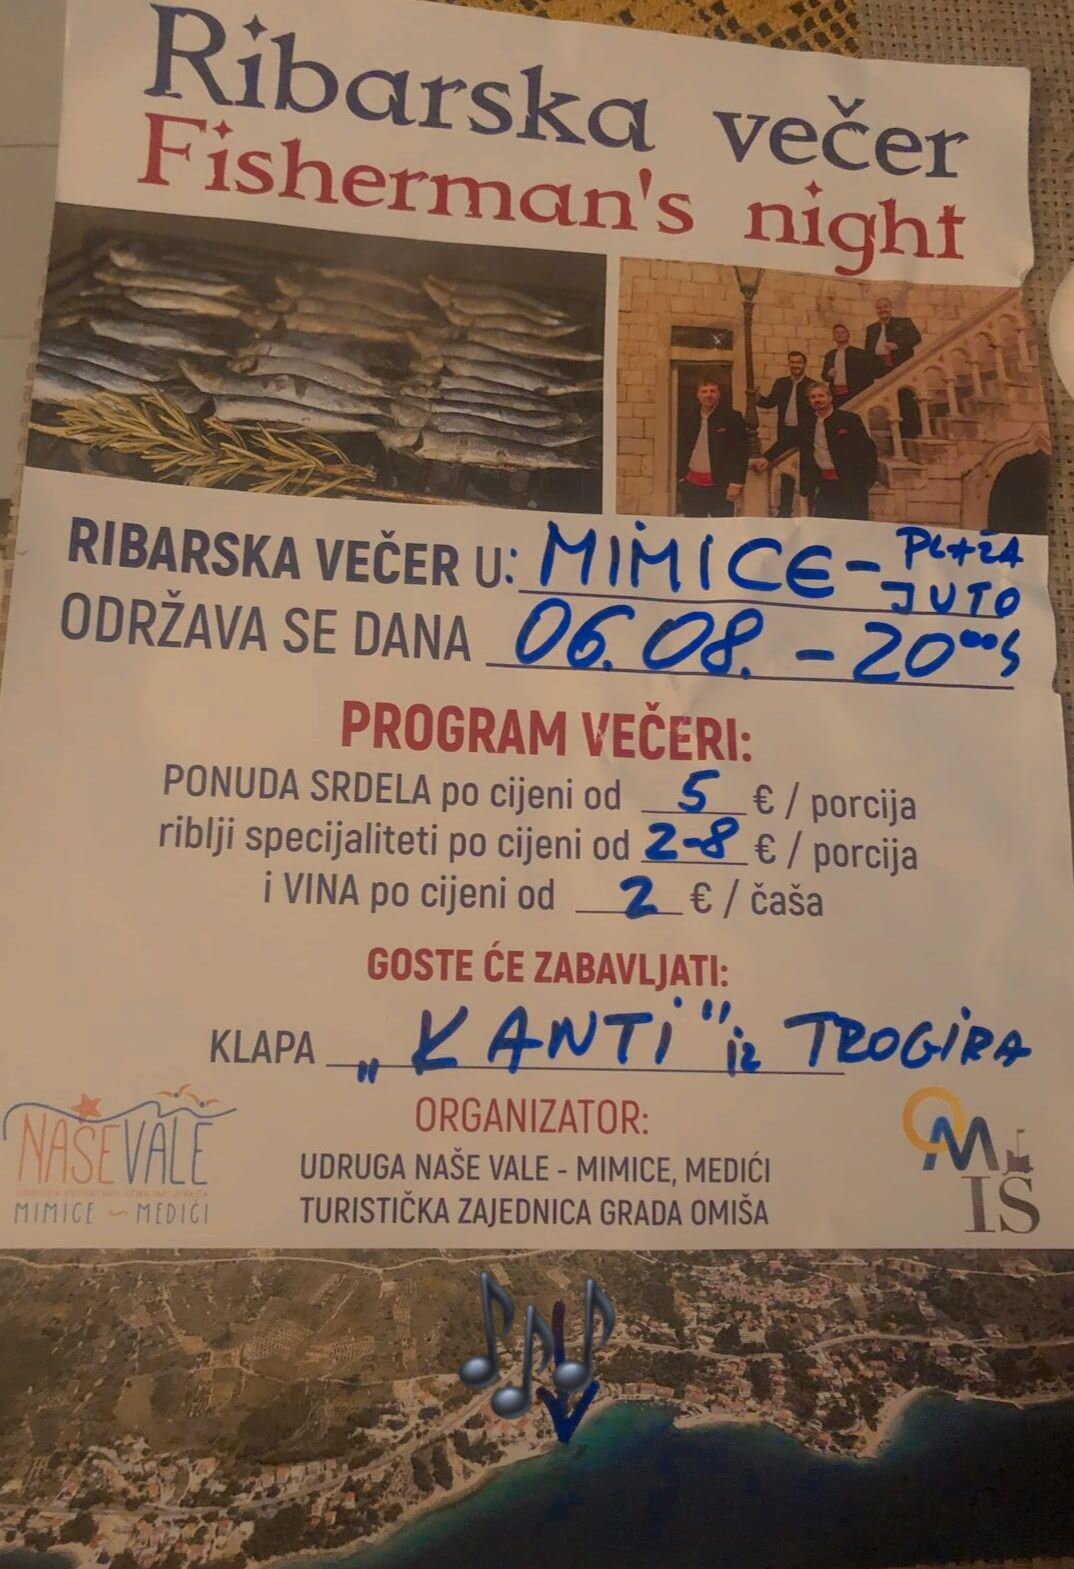 Ribarska večer
Fisherman's night
RIBARSKA VEČER U: MIMICE - PLAŽA JUTO
ODRŽAVA SE DANA 06.08. - 20⁰⁰ S
PROGRAM VEČERI:
PONUDA SRDELA po cijeni od 5 € / porcija
riblji specijaliteti po cijeni od 2-8 € / porcija
i VINA po cijeni od 2 € / čaša
GOSTE ĆE ZABAVLJATI:
KLAPA „KANTI" iz TROGIRA
ORGANIZATOR:
UDRUGA NAŠE VALE - MIMICE, MEDIĆI
TURISTIČKA ZAJEDNICA GRADA OMIŠA
NAŠE VALE
MIMICE ~ MEDIĆI
OMIŠ